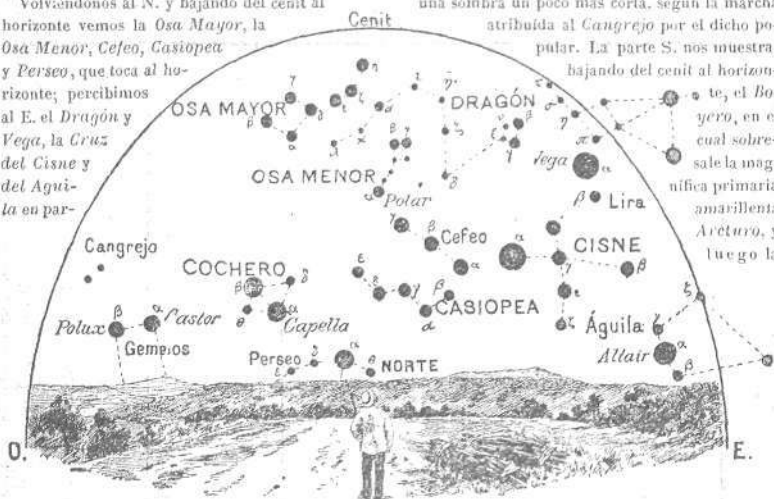 Volviéndonos al N. y bajando del cenit al
horizonte vemos la Osa Mayor, la
Osa Menor, Cefeo, Casiopea
y Perseo, que toca al ho-
rizonte; percibimos
al E. el Dragón y
Vega, la Cruz
del Cisne y
del Agui-
la en par-
una sombra un poco más corta, según la marcha
atribuída al Cangrejo por el dicho po-
pular. La parte S. nos muestra,
bajando del cenit al horizon-
te, el Bo-
yero, en e
cual sobre-
sale la mag-
nífica primaria
amarillenta
Arcturo, y
luego la
Cenit
OSA MAYOR
DRAGÓN
OSA MENOR
Polar
Vega
Lira
Cefeo
CISNE
Cangrejo
COCHERO
CASIOPEA
Águila
Polux
Castor
Capella
Gemelos
Perseo
NORTE
Altair
O.
E.